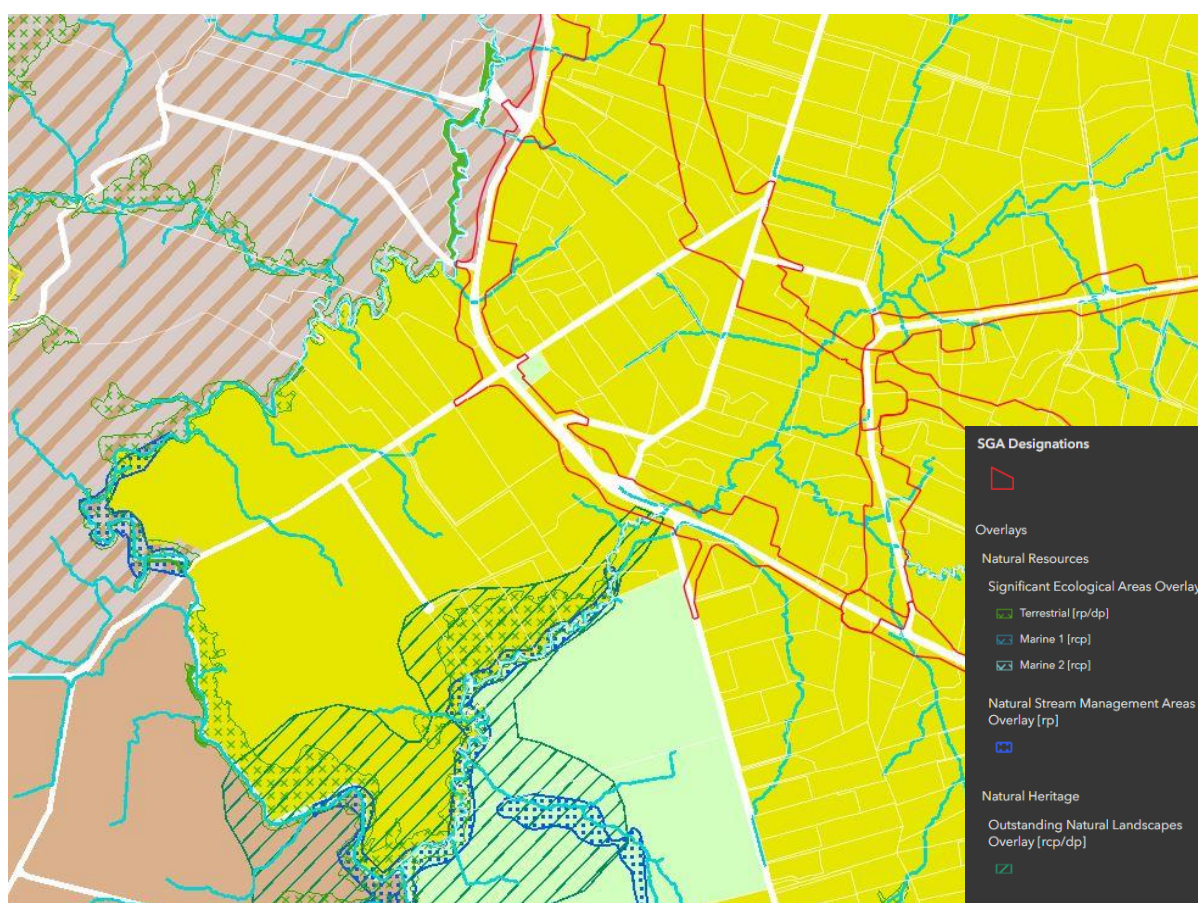 SGA Designations
Overlays
Natural Resources
Significant Ecological Areas Overlay
Terrestrial [rp/dp]
Marine 1 [rcp]
Marine 2 [rcp]
Natural Stream Management Areas
Overlay [rp]
Natural Heritage
Outstanding Natural Landscapes
Overlay [rcp/dp]